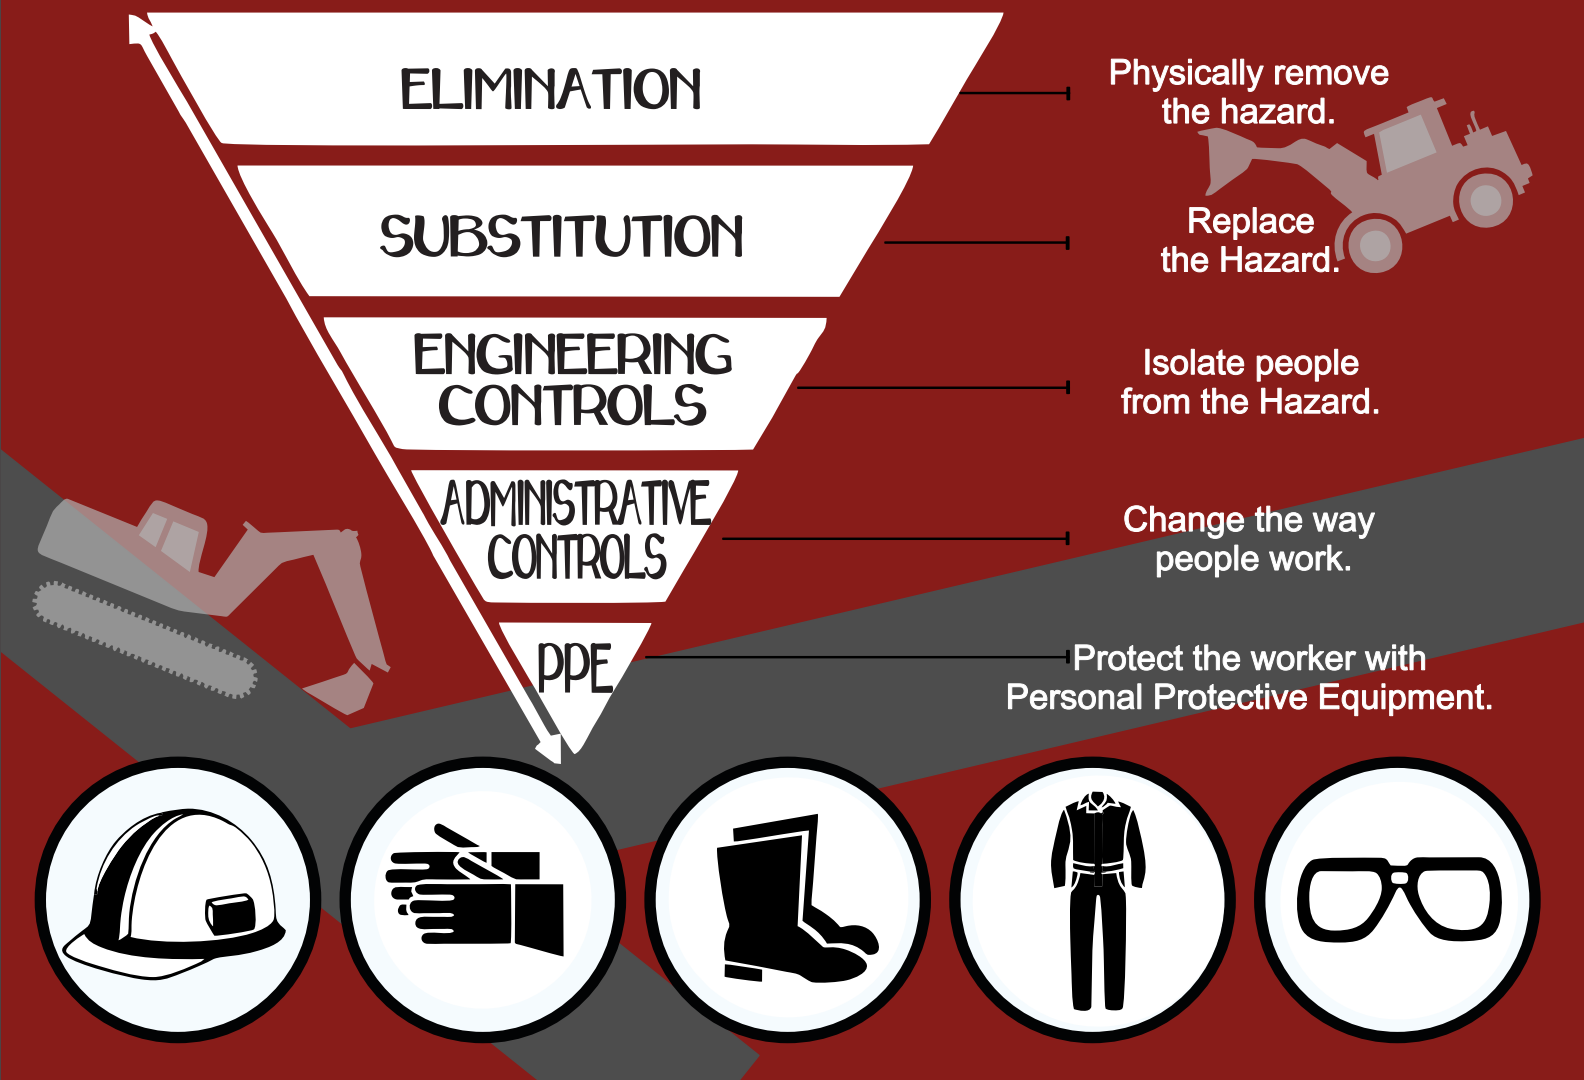 ELIMINATION
Physically remove
the hazard.
SUBSTITUTION
Replace
the Hazard.
ENGINEERING
CONTROLS
Isolate people
from the Hazard.
ADMINISTRATIVE
CONTROLS
Change the way
people work.
PPE
Protect the worker with
Personal Protective Equipment.